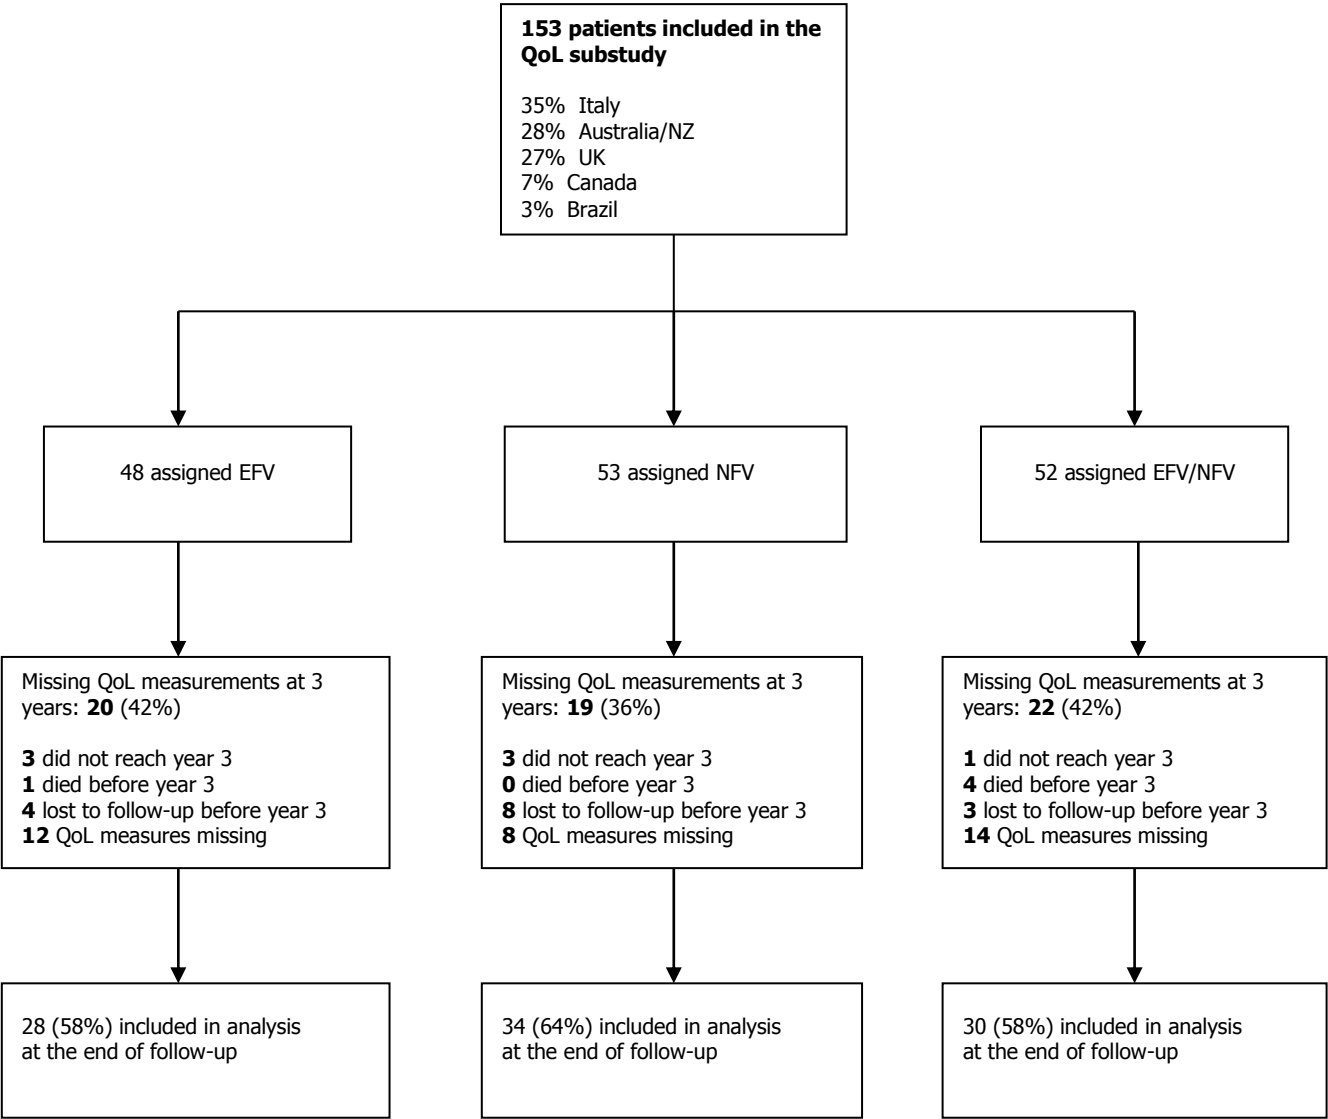 153 patients included in the
QoL substudy
35% Italy
28% Australia/NZ
27% UK
7% Canada
3% Brazil
48 assigned EFV
53 assigned NFV
52 assigned EFV/NFV
Missing QoL measurements at 3
years: 20 (42%)
3 did not reach year 3
1 died before year 3
4 lost to follow-up before year 3
12 QoL measures missing
Missing QoL measurements at 3
years: 19 (36%)
3 did not reach year 3
0 died before year 3
8 lost to follow-up before year 3
8 QoL measures missing
Missing QoL measurements at 3
years: 22 (42%)
1 did not reach year 3
4 died before year 3
3 lost to follow-up before year 3
14 QoL measures missing
28 (58%) included in analysis
at the end of follow-up
34 (64%) included in analysis
at the end of follow-up
30 (58%) included in analysis
at the end of follow-up